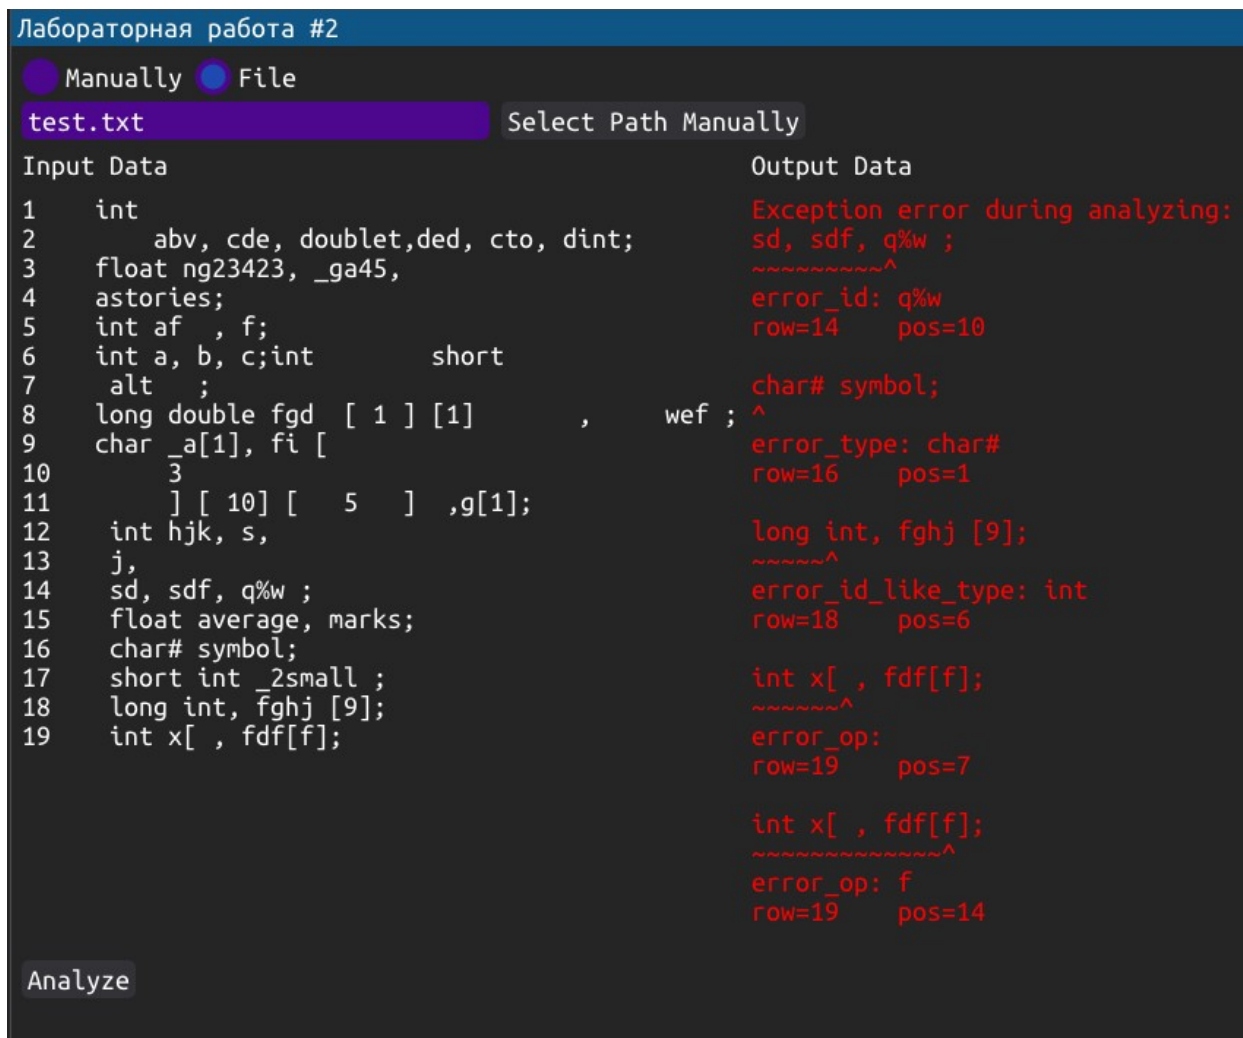 Лабораторная работа #2
Manually File
test.txt Select Path Manually
Input Data
1 int
2 abv, cde, doublet,ded, cto, dint;
3 float ng23423, _ga45,
4 astories;
5 int af , f;
6 int a, b, c;int short
7 alt ;
8 long double fgd [ 1 ] [1] , wef ;
9 char _a[1], fi [
10 3
11 ] [ 10] [ 5 ] ,g[1];
12 int hjk, s,
13 j,
14 sd, sdf, q%w ;
15 float average, marks;
16 char# symbol;
17 short int _2small ;
18 long int, fghj [9];
19 int x[ , fdf[f];
Output Data
Exception error during analyzing:
sd, sdf, q%w ;
~~~~~~~~~^
error_id: q%w
row=14 pos=10
char# symbol;
^
error_type: char#
row=16 pos=1
long int, fghj [9];
~~~~~^
error_id_like_type: int
row=18 pos=6
int x[ , fdf[f];
~~~~~~^
error_op:
row=19 pos=7
int x[ , fdf[f];
~~~~~~~~~~~~~^
error_op: f
row=19 pos=14
Analyze